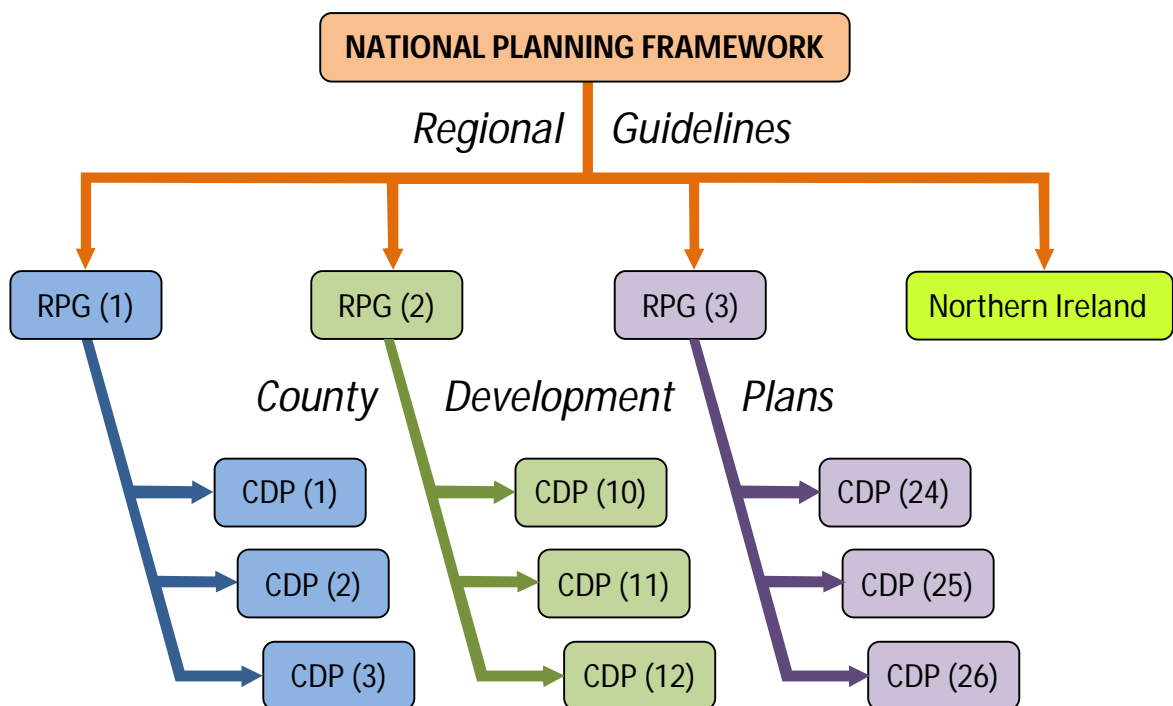 NATIONAL PLANNING FRAMEWORK
Regional Guidelines
RPG (1)
RPG (2)
RPG (3)
Northern Ireland
County Development Plans
CDP (1)
CDP (10)
CDP (24)
CDP (2)
CDP (11)
CDP (25)
CDP (3)
CDP (12)
CDP (26)